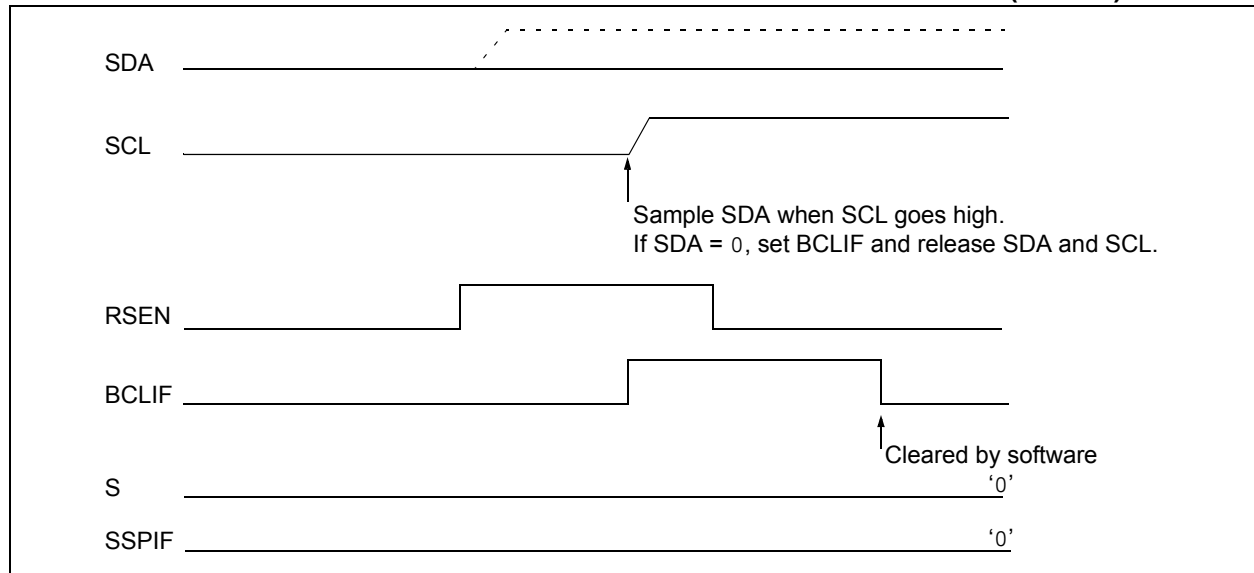 SDA
SCL
Sample SDA when SCL goes high.
If SDA = 0, set BCLIF and release SDA and SCL.
RSEN
BCLIF
Cleared by software
S
‘0’
SSPIF
‘0’